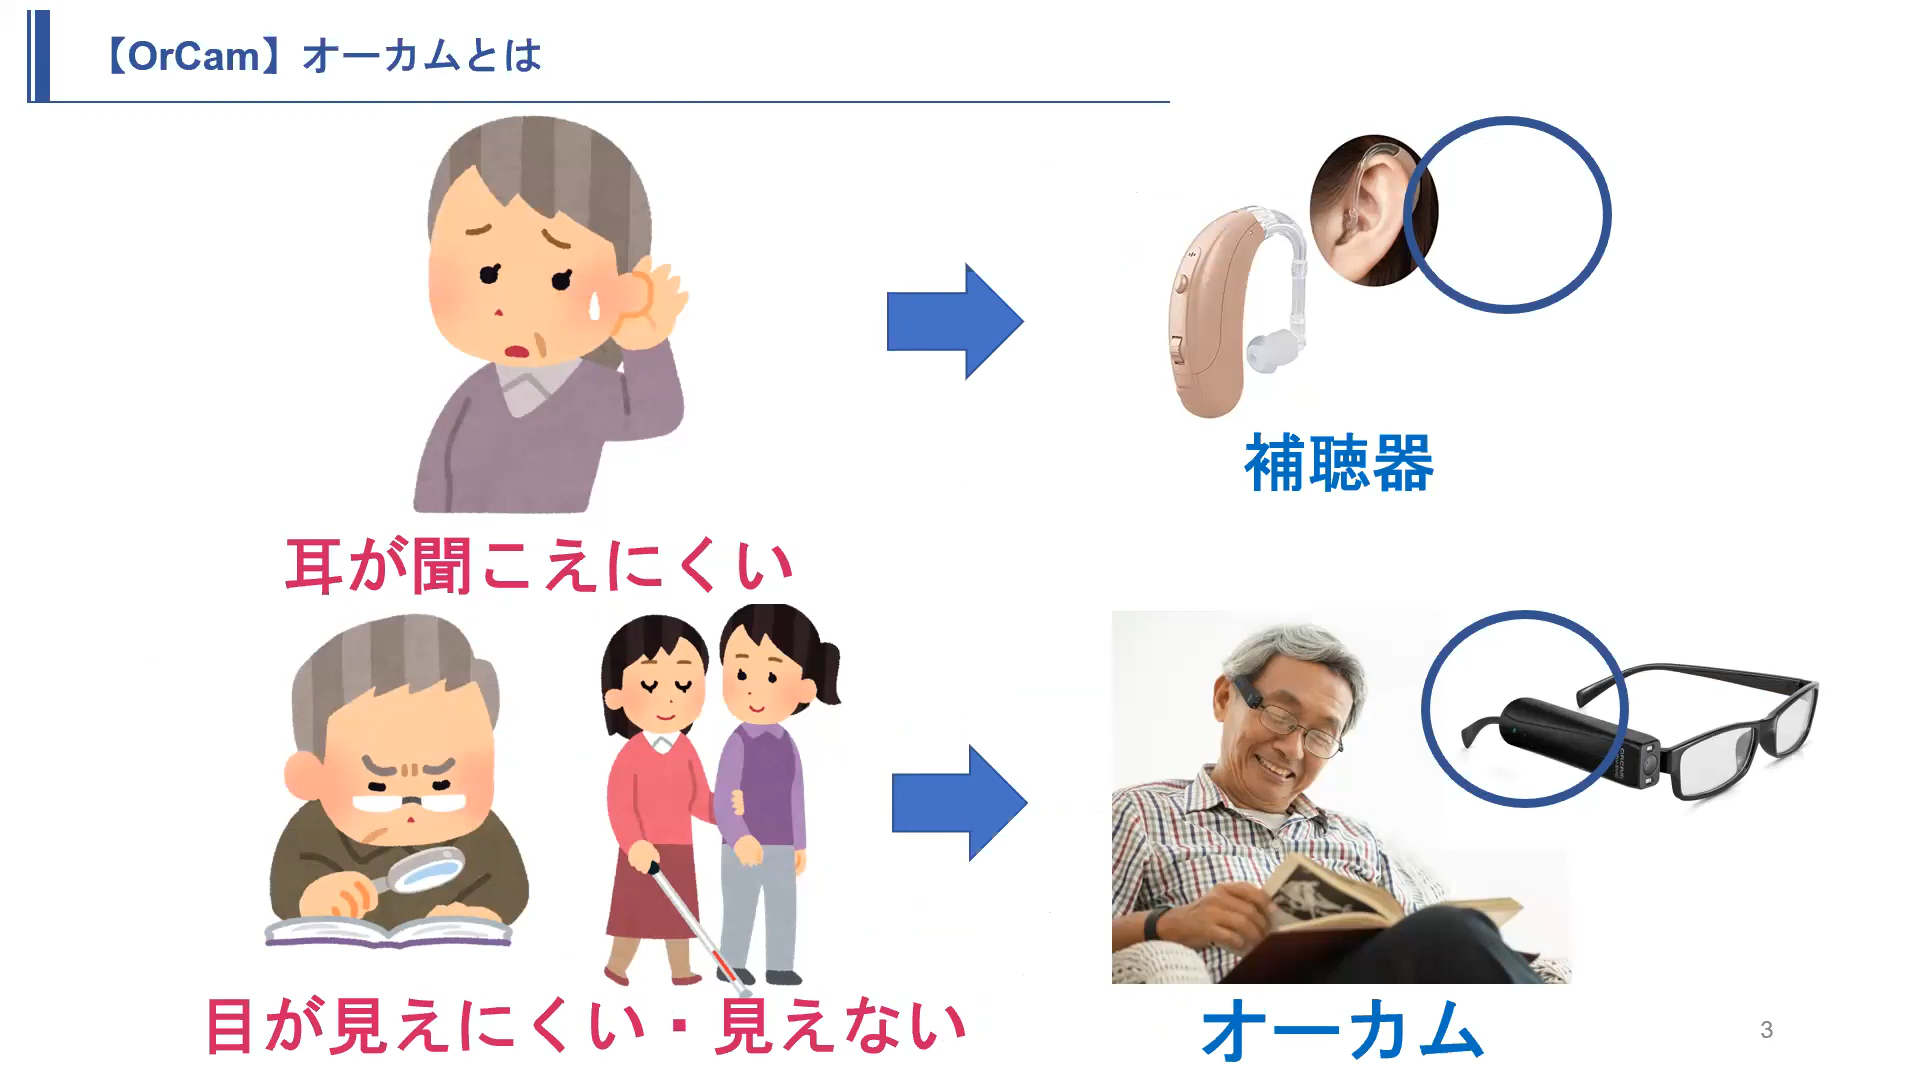 【OrCam】オーカムとは
補聴器
耳が聞こえにくい
目が見えにくい・見えない
オーカム
3